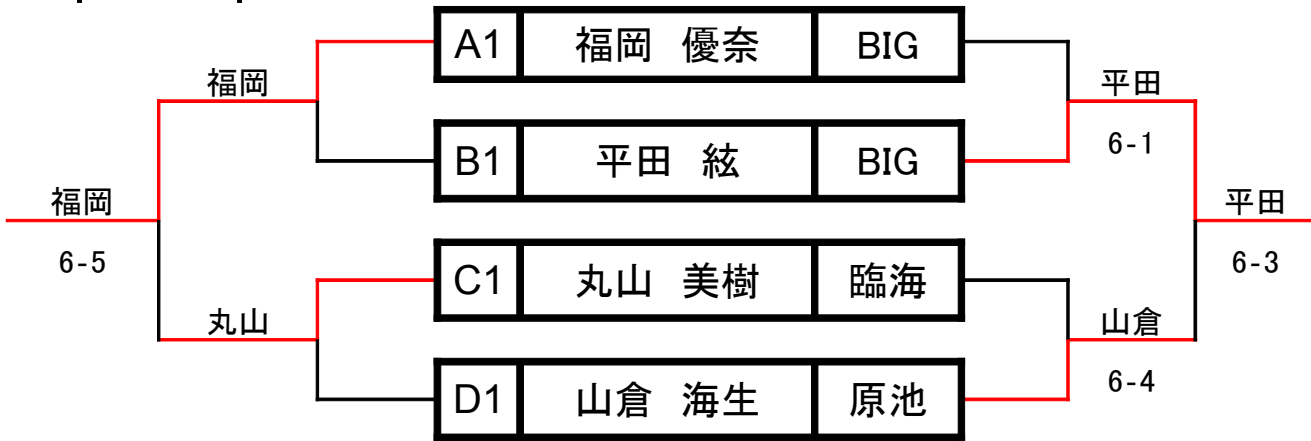 A1 福岡 優奈 BIG
福岡 平田
B1 平田 絃 BIG
6-1
福岡 平田
6-5 6-3
C1 丸山 美樹 臨海
丸山 山倉
D1 山倉 海生 原池
6-4